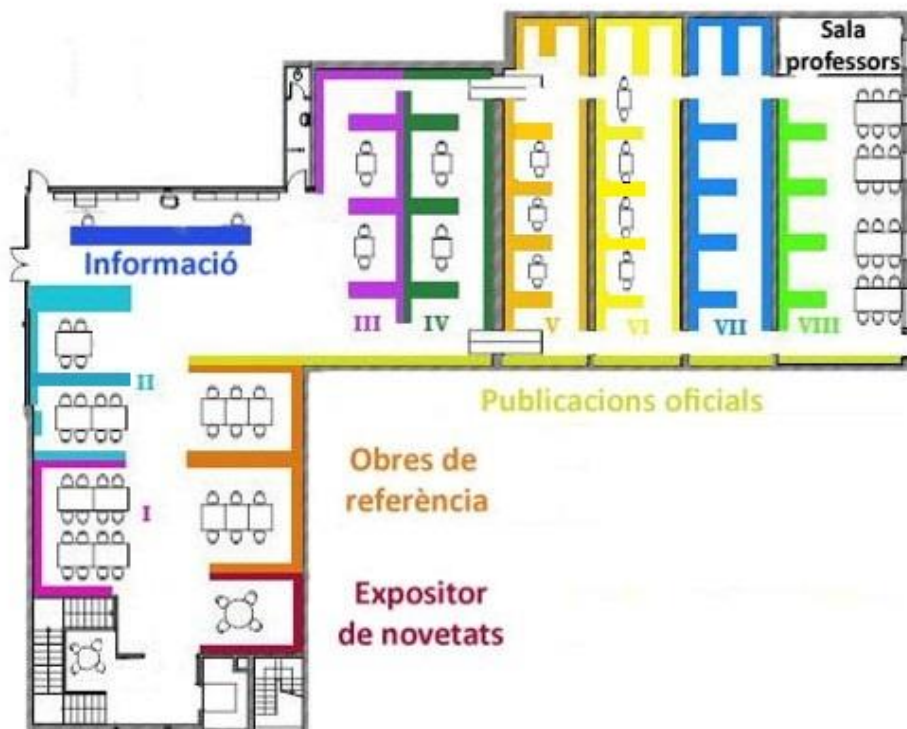 Sala
professors
Informació
III
IV
V
VI
VII
VIII
II
Publicacions oficials
Obres de
referència
I
Expositor
de novetats